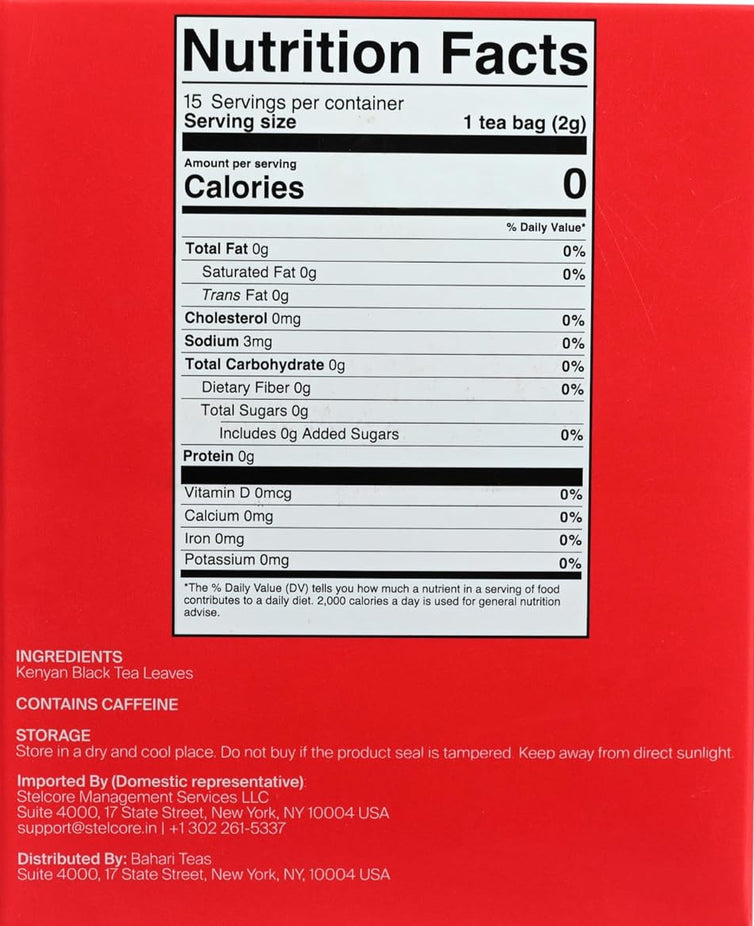 Nutrition Facts
15 Servings per container
Serving size 1 tea bag (2g)
Amount per serving
Calories 0
% Daily Value*
Total Fat 0g 0%
Saturated Fat 0g 0%
Trans Fat 0g
Cholesterol 0mg 0%
Sodium 3mg 0%
Total Carbohydrate 0g 0%
Dietary Fiber 0g 0%
Total Sugars 0g
Includes 0g Added Sugars 0%
Protein 0g
Vitamin D 0mcg 0%
Calcium 0mg 0%
Iron 0mg 0%
Potassium 0mg 0%
*The % Daily Value (DV) tells you how much a nutrient in a serving of food
contributes to a daily diet. 2,000 calories a day is used for general nutrition
advise.
INGREDIENTS
Kenyan Black Tea Leaves
CONTAINS CAFFEINE
STORAGE
Store in a dry and cool place. Do not buy if the product seal is tampered. Keep away from direct sunlight.
Imported By (Domestic representative):
Stelcore Management Services LLC
Suite 4000, 17 State Street, New York, NY 10004 USA
support@stelcore.in | +1 302 261-5337
Distributed By: Bahari Teas
Suite 4000, 17 State Street, New York, NY, 10004 USA